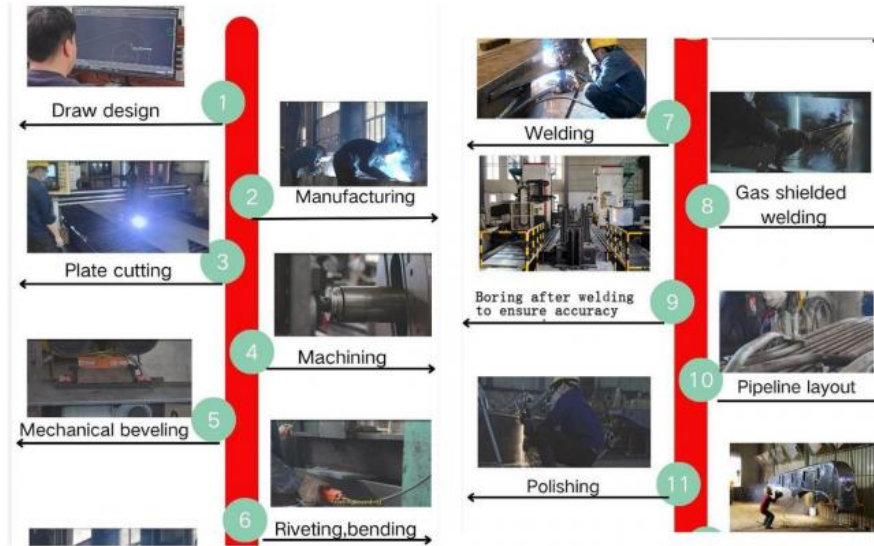 1
Draw design
2
Manufacturing
3
Plate cutting
4
Machining
5
Mechanical beveling
6
Riveting,bending
7
Welding
8
Gas shielded
welding
9
Boring after welding
to ensure accuracy
10
Pipeline layout
11
Polishing